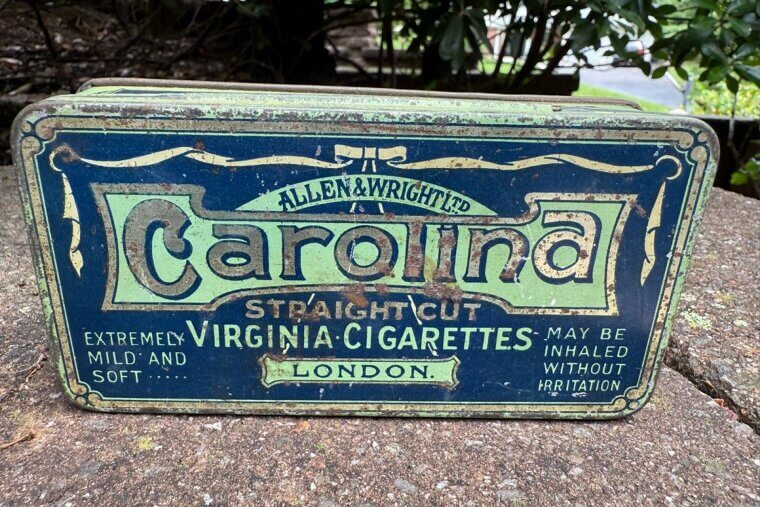 ALLEN & WRIGHT LTD
Carolina
STRAIGHT CUT
VIRGINIA·CIGARETTES
EXTREMELY
MILD AND
SOFT.....
MAY BE
INHALED
WITHOUT
IRRITATION
LONDON.